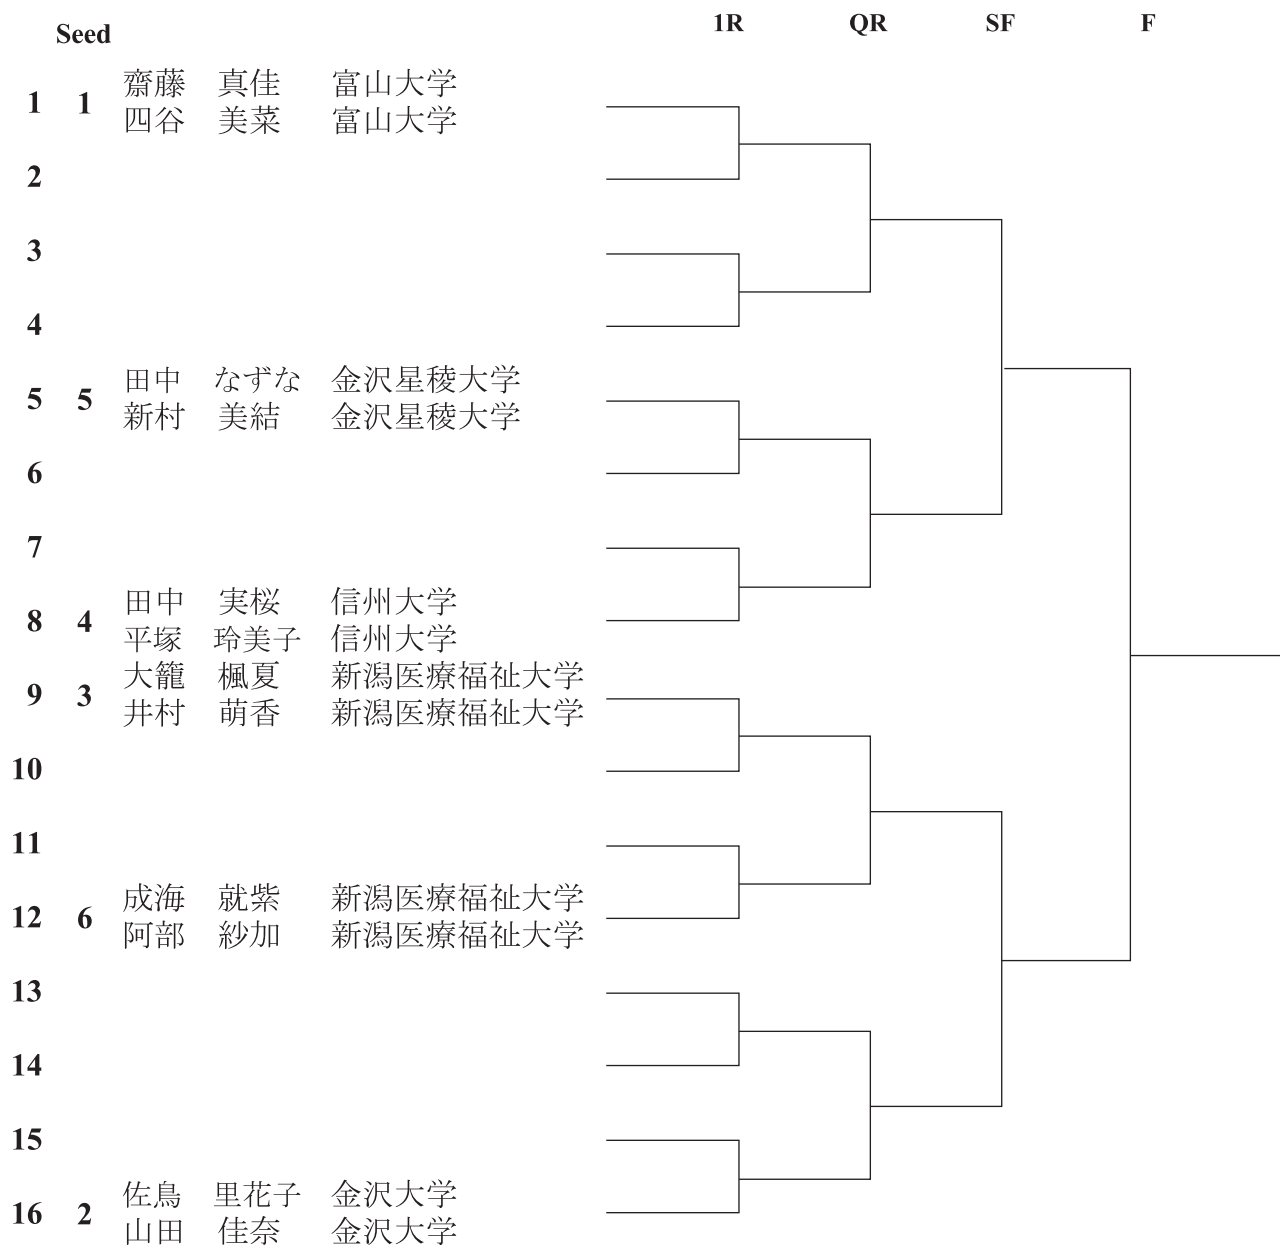 1R QR SF F
Seed
1 1 齋藤 真佳 富山大学
四谷 美菜 富山大学
2
3
4
5 5 田中 なずな 金沢星稜大学
新村 美結 金沢星稜大学
6
7
8 4 田中 実桜 信州大学
平塚 玲美子 信州大学
9 3 大籠 楓夏 新潟医療福祉大学
井村 萌香 新潟医療福祉大学
10
11
12 6 成海 就紫 新潟医療福祉大学
阿部 紗加 新潟医療福祉大学
13
14
15
16 2 佐鳥 里花子 金沢大学
山田 佳奈 金沢大学